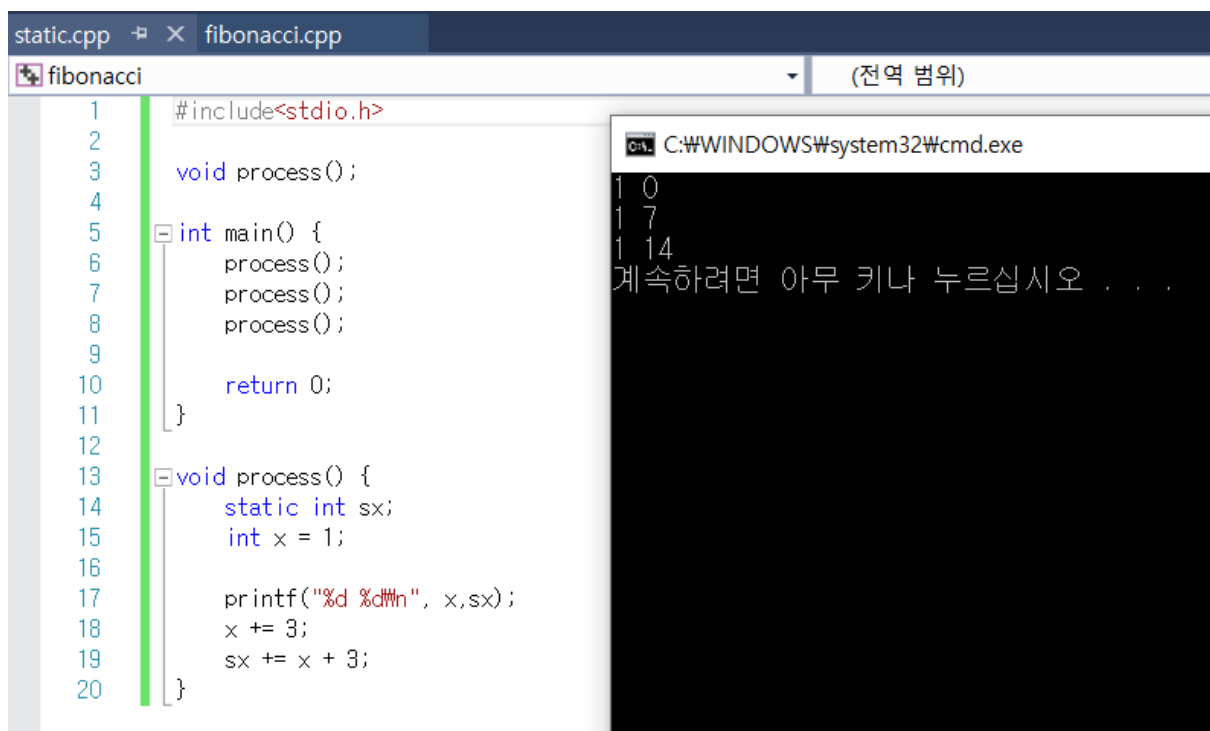 static.cpp fibonacci.cpp
fibonacci (전역 범위)
1 #include<stdio.h>
2
3 void process();
4
5 int main() {
6 process();
7 process();
8 process();
9
10 return 0;
11 }
12
13 void process() {
14 static int sx;
15 int x = 1;
16
17 printf("%d %d₩n", x,sx);
18 x += 3;
19 sx += x + 3;
20 }
C:₩WINDOWS₩system32₩cmd.exe
1 0
1 7
1 14
계속하려면 아무 키나 누르십시오 . . .